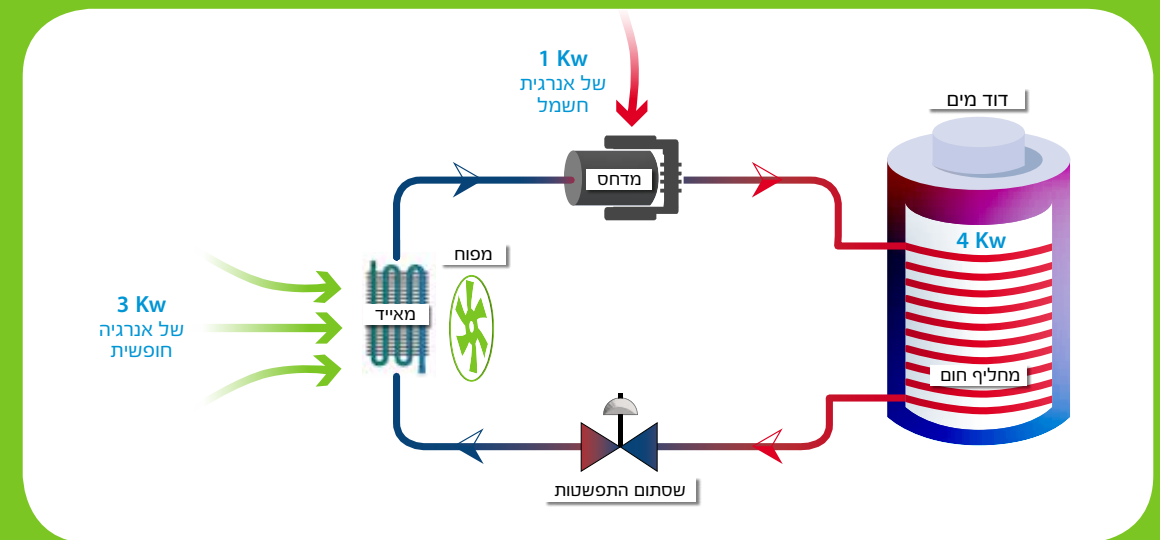 1 Kw
של אנרגית
חשמל
דוד מים
מדחס
4 Kw
מפוח
3 Kw
של אנרגיה
חופשית
מאייד
מחליף חום
שסתום התפשטות